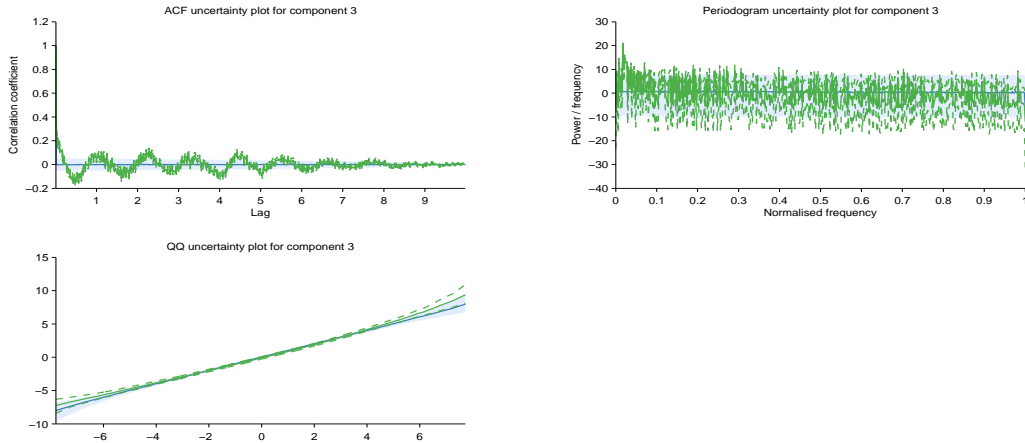 ACF uncertainty plot for component 3
1.2
1
0.8
0.6
0.4
0.2
0
−0.2
Correlation coefficient
1 2 3 4 5 6 7 8 9
Lag
Periodogram uncertainty plot for component 3
30
20
10
0
−10
−20
−30
−40
Power / frequency
0 0.1 0.2 0.3 0.4 0.5 0.6 0.7 0.8 0.9 1
Normalised frequency
QQ uncertainty plot for component 3
15
10
5
0
−5
−10
−6 −4 −2 0 2 4 6